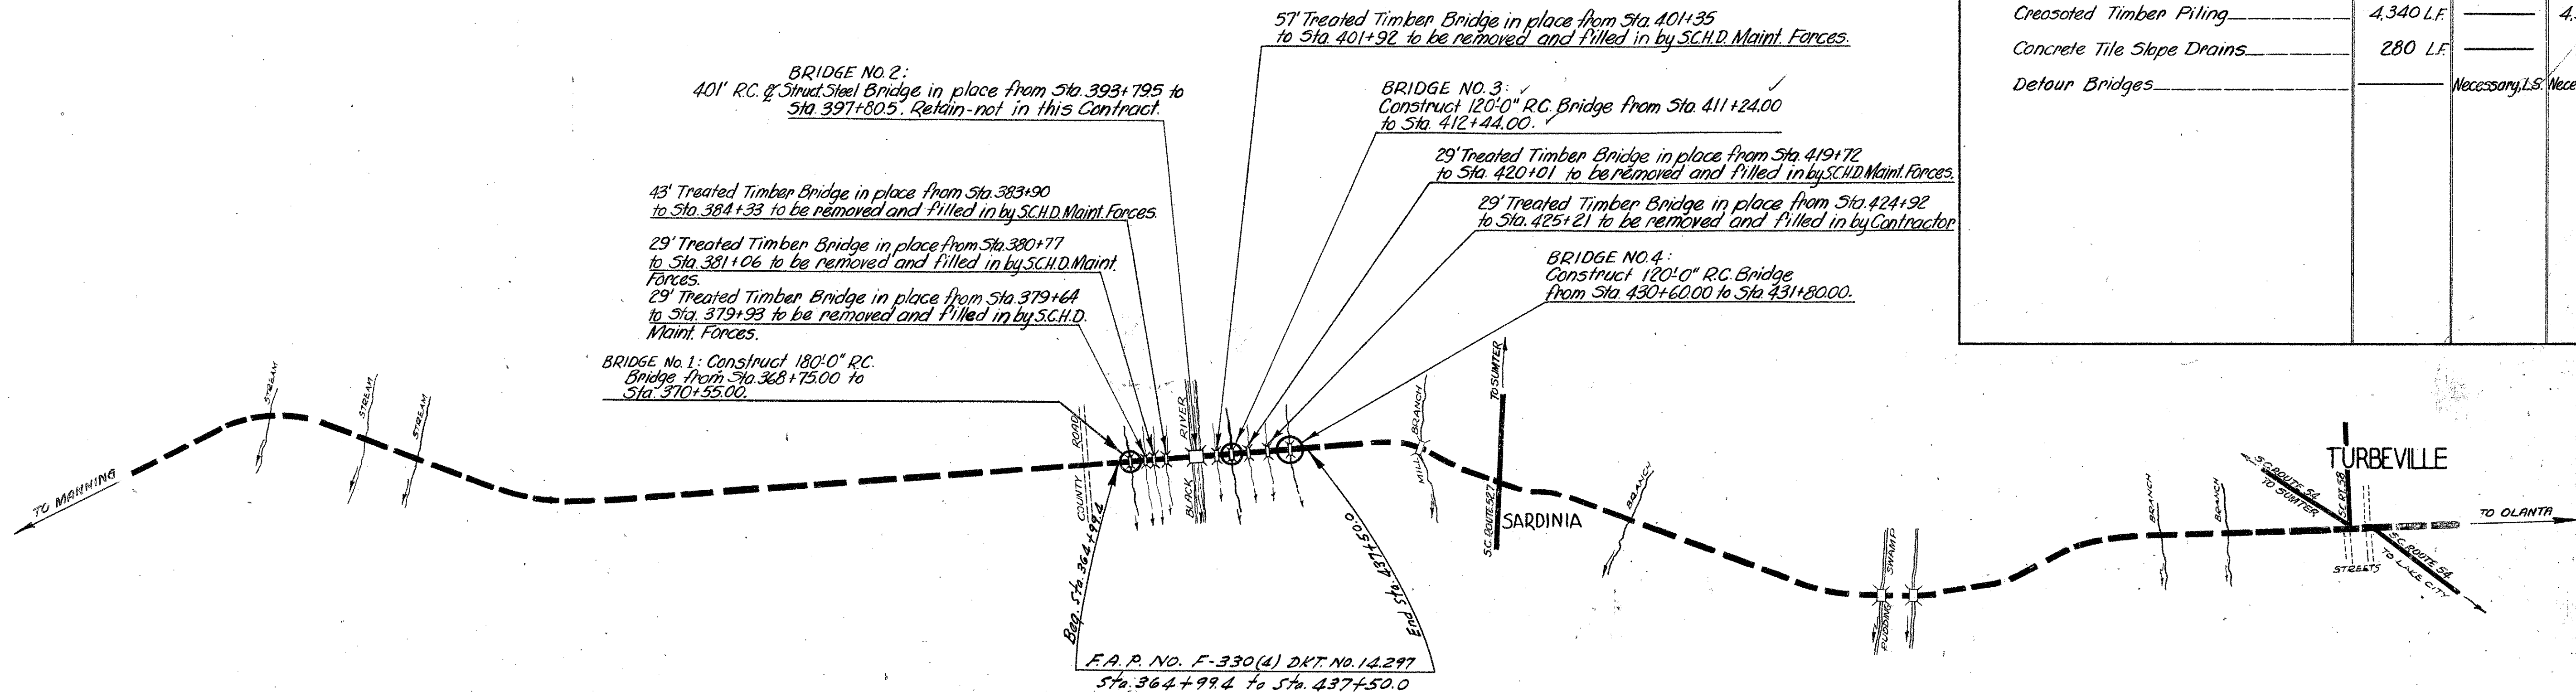 57' Treated Timber Bridge in place from Sta. 401+35
to Sta. 401+92 to be removed and filled in by S.C.H.D. Maint. Forces.
Creosoted Timber Piling 4,340 L.F.
Concrete Tile Slope Drains 280 L.F.
Detour Bridges Necessary, L.S.
BRIDGE NO. 2:
401' R.C. & Struct. Steel Bridge in place from Sta. 393+79.5 to
Sta. 397+80.5. Retain-not in this Contract.
BRIDGE NO. 3:
Construct 120'-0" R.C. Bridge from Sta. 411+24.00
to Sta. 412+44.00.
29' Treated Timber Bridge in place from Sta. 419+72
to Sta. 420+01 to be removed and filled in by S.C.H.D. Maint. Forces.
43' Treated Timber Bridge in place from Sta. 383+90
to Sta. 384+33 to be removed and filled in by S.C.H.D. Maint. Forces.
29' Treated Timber Bridge in place from Sta. 424+92
to Sta. 425+21 to be removed and filled in by Contractor
29' Treated Timber Bridge in place from Sta. 380+77
to Sta. 381+06 to be removed and filled in by S.C.H.D. Maint.
Forces.
BRIDGE NO. 4:
Construct 120'-0" R.C. Bridge
from Sta. 430+60.00 to Sta. 431+80.00.
29' Treated Timber Bridge in place from Sta. 379+64
to Sta. 379+93 to be removed and filled in by S.C.H.D.
Maint. Forces.
BRIDGE No. 1: Construct 180'-0" R.C.
Bridge from Sta. 368+75.00 to
Sta. 370+55.00.
TO MANNING
STREAM
STREAM
STREAM
COUNTY ROAD
BLACK RIVER
MILL BRANCH
TO SUMTER
S.C. ROUTE 527
SARDINIA
BRANCH
PUDDING SWAMP
BRANCH
BRANCH
TURBEVILLE
S.C. ROUTE 54
TO SUMTER
S.C. RT. 58
TO OLANTA
STREETS
S.C. ROUTE 54
TO LAKE CITY
Beg. Sta. 364+99.4
End Sta. 437+50.0
F.A.P. NO. F-330(4) DKT. NO. 14.297
Sta. 364+99.4 to Sta. 437+50.0